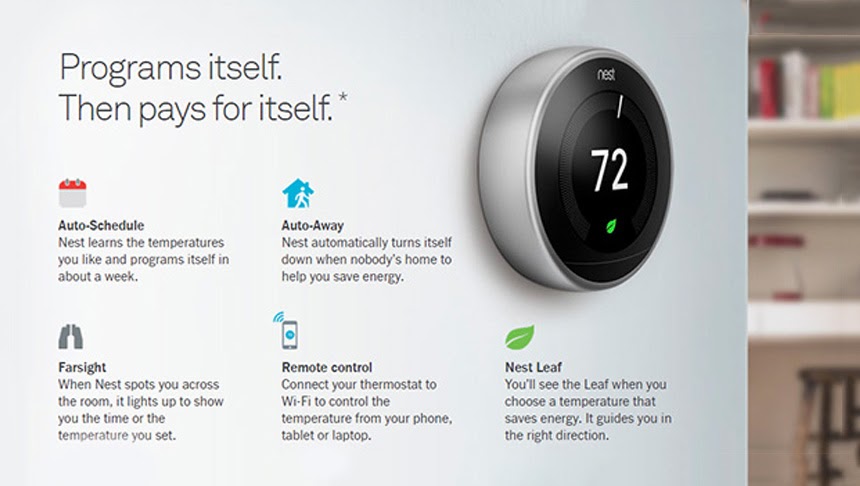 Programs itself.
Then pays for itself.*
nest
72
Auto-Schedule
Nest learns the temperatures
you like and programs itself in
about a week.
Auto-Away
Nest automatically turns itself
down when nobody's home to
help you save energy.
Farsight
When Nest spots you across
the room, it lights up to show
you the time or the
temperature you set.
Remote control
Connect your thermostat to
Wi-Fi to control the
temperature from your phone,
tablet or laptop.
Nest Leaf
You'll see the Leaf when you
choose a temperature that
saves energy. It guides you in
the right direction.